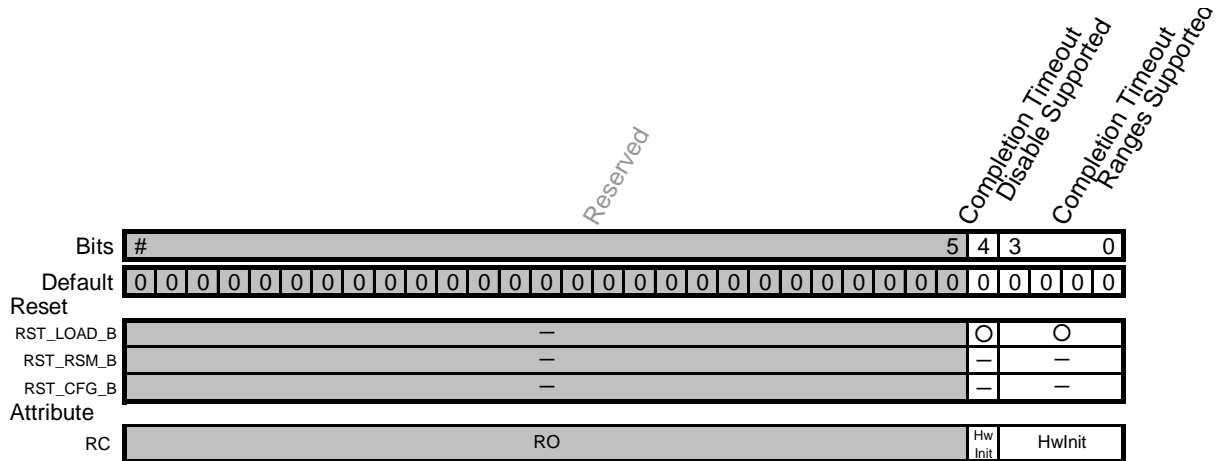 Reserved
Completion Timeout
Disable Supported
Completion Timeout
Ranges Supported
Bits # 5 4 3 0
Default 0 0 0 0 0 0 0 0 0 0 0 0 0 0 0 0 0 0 0 0 0 0 0 0 0 0 0 0 0 0 0 0
Reset
RST_LOAD_B — O O
RST_RSM_B — — —
RST_CFG_B — — —
Attribute
RC RO Hw Init HwInit